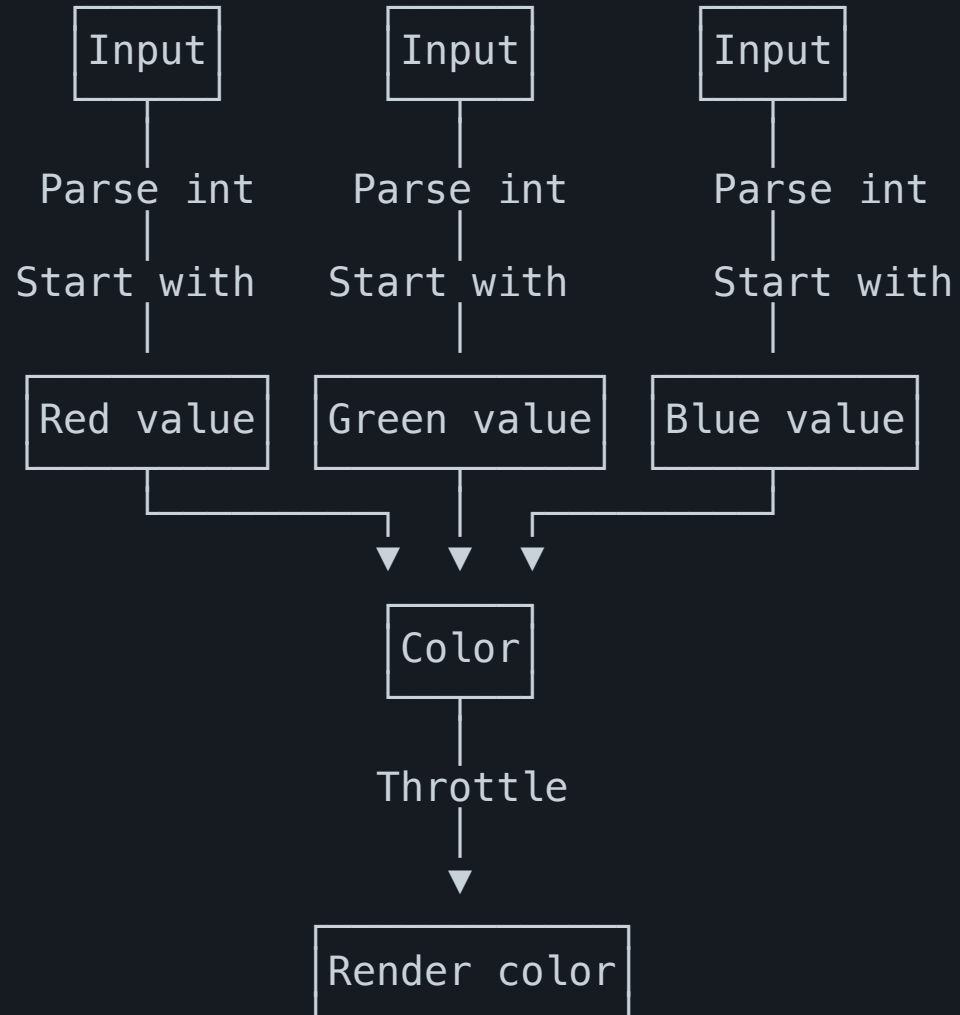 Input Input Input
Parse int Parse int Parse int
Start with Start with Start with
Red value Green value Blue value
Color
Throttle
Render color